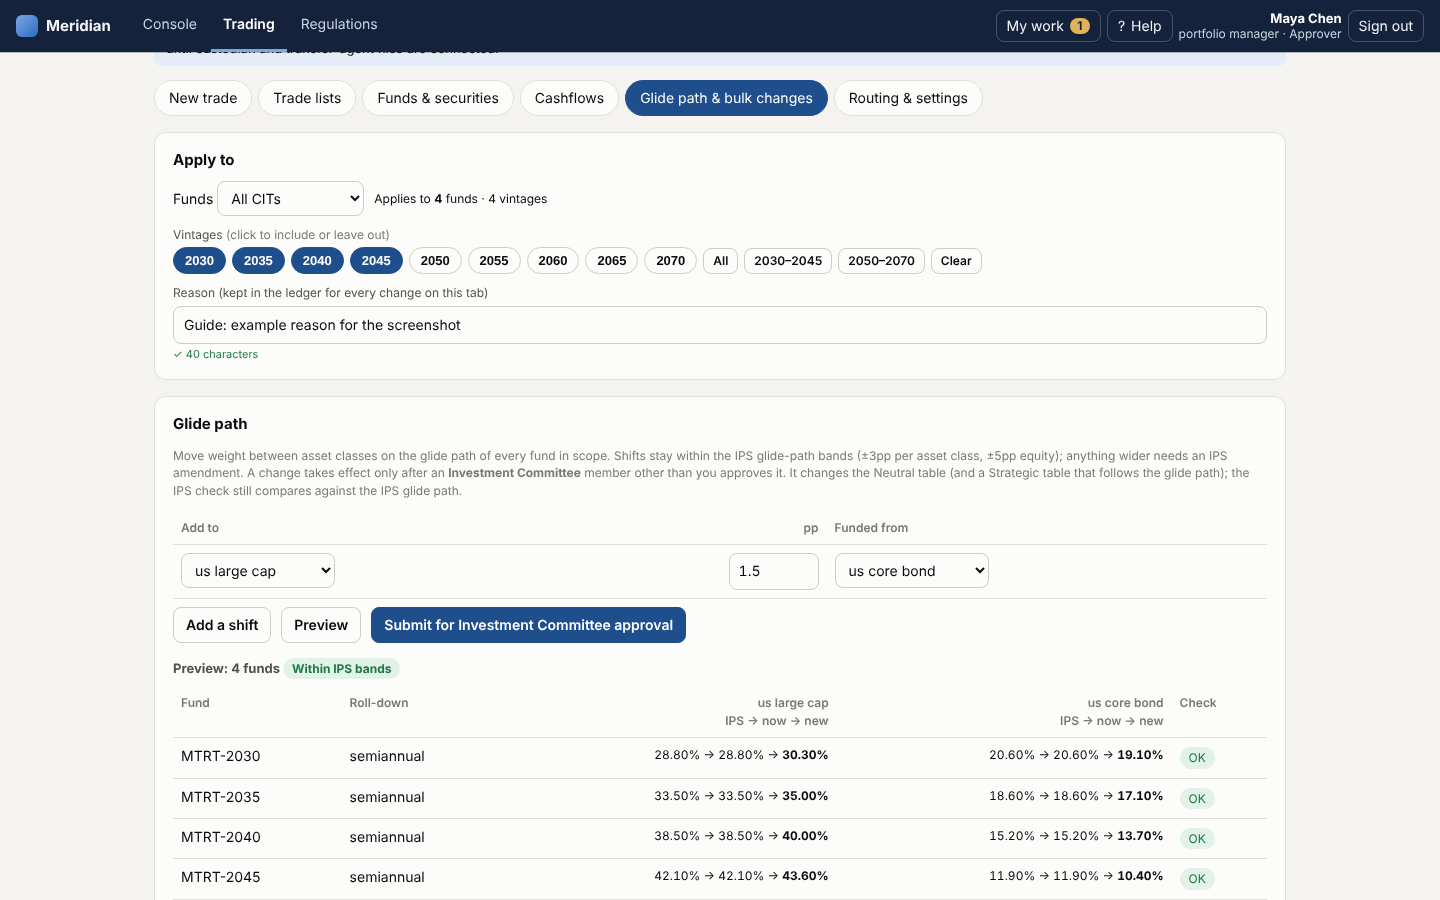 Meridian Console Trading Regulations My work 1 ? Help Maya Chen Sign out
portfolio manager · Approver
New trade Trade lists Funds & securities Cashflows Glide path & bulk changes Routing & settings
Apply to
Funds All CITs Applies to 4 funds · 4 vintages
Vintages (click to include or leave out)
2030 2035 2040 2045 2050 2055 2060 2065 2070 All 2030–2045 2050–2070 Clear
Reason (kept in the ledger for every change on this tab)
Guide: example reason for the screenshot
✓ 40 characters
Glide path
Move weight between asset classes on the glide path of every fund in scope. Shifts stay within the IPS glide-path bands (±3pp per asset class, ±5pp equity); anything wider needs an IPS
amendment. A change takes effect only after an Investment Committee member other than you approves it. It changes the Neutral table (and a Strategic table that follows the glide path); the
IPS check still compares against the IPS glide path.
Add to pp Funded from
us large cap 1.5 us core bond
Add a shift Preview Submit for Investment Committee approval
Preview: 4 funds Within IPS bands
Fund Roll-down us large cap us core bond Check
IPS → now → new IPS → now → new
MTRT-2030 semiannual 28.80% → 28.80% → 30.30% 20.60% → 20.60% → 19.10% OK
MTRT-2035 semiannual 33.50% → 33.50% → 35.00% 18.60% → 18.60% → 17.10% OK
MTRT-2040 semiannual 38.50% → 38.50% → 40.00% 15.20% → 15.20% → 13.70% OK
MTRT-2045 semiannual 42.10% → 42.10% → 43.60% 11.90% → 11.90% → 10.40% OK